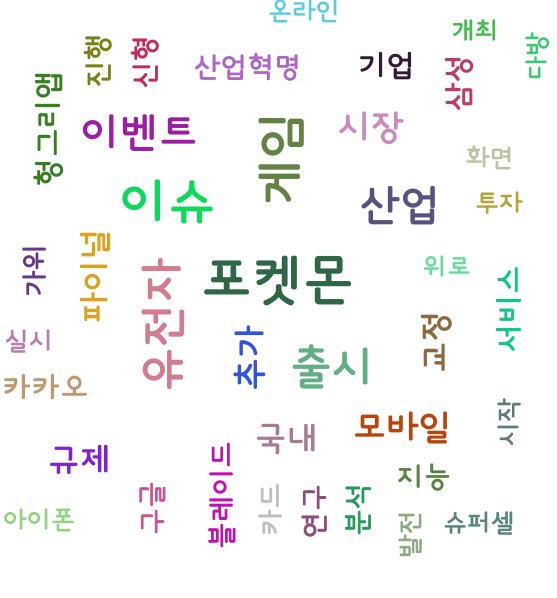 온라인
개최
진행
신형
산업혁명
기업
삼성
다방
헝그리앱
이벤트
게임
시장
화면
이슈
산업
투자
가위
파이널
유전자
포켓몬
위로
서비스
실시
추가
출시
교정
카카오
모바일
시작
국내
규제
블레이드
지능
구글
카드
연구
분석
아이폰
발전
슈퍼셀